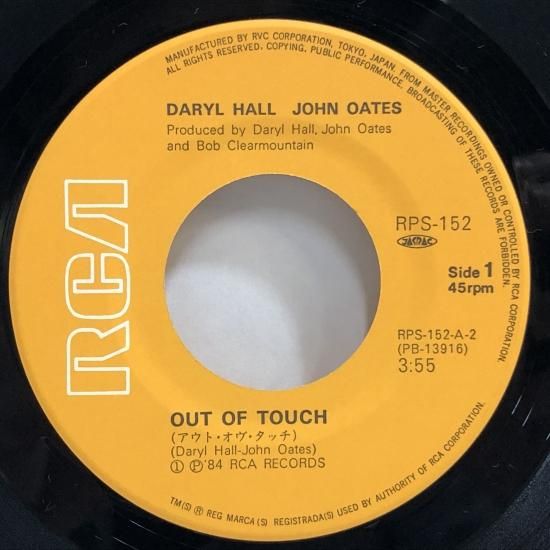 MANUFACTURED BY RVC CORPORATION, TOKYO, JAPAN, FROM MASTER RECORDINGS OWNED OR CONTROLLED BY RCA CORPORATION.
ALL RIGHTS RESERVED. COPYING, PUBLIC PERFORMANCE, BROADCASTING OF THESE RECORDS ARE FORBIDDEN.
DARYL HALL JOHN OATES
Produced by Daryl Hall, John Oates
and Bob Clearmountain
RCA
RPS-152
JASRAC
Side 1
45rpm
RPS-152-A-2
(PB-13916)
3:55
OUT OF TOUCH
(アウト・オヴ・タッチ)
(Daryl Hall-John Oates)
① Ⓟ'84 RCA RECORDS
TM(S) ® REG MARCA(S) REGISTRADA(S) USED BY AUTHORITY OF RCA CORPORATION.